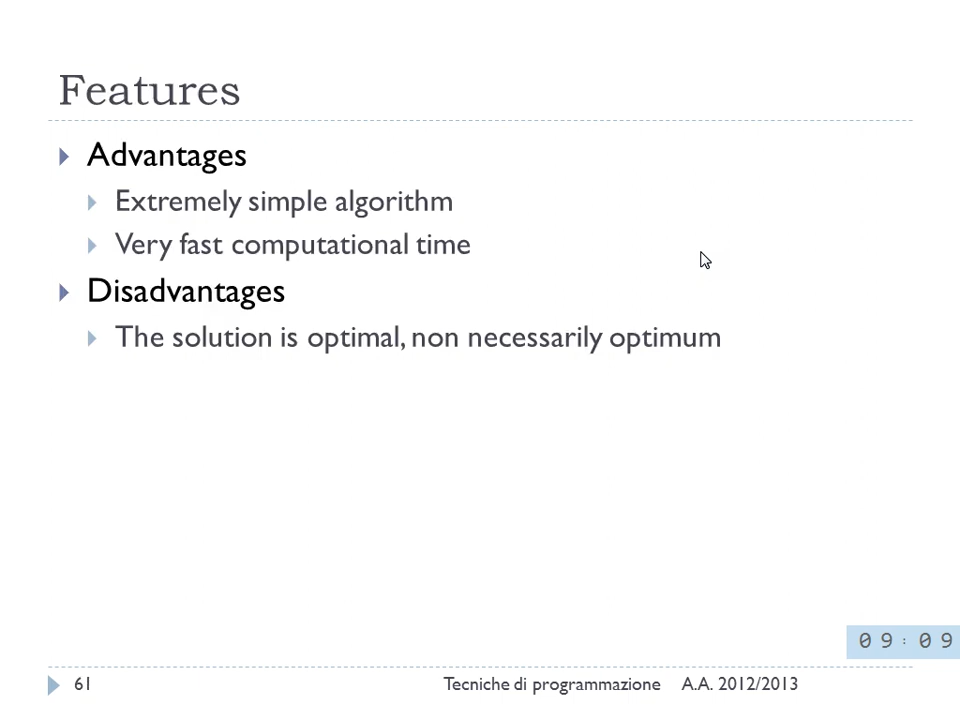 Features
Advantages
Extremely simple algorithm
Very fast computational time
Disadvantages
The solution is optimal, non necessarily optimum
09:09
61 Tecniche di programmazione A.A. 2012/2013